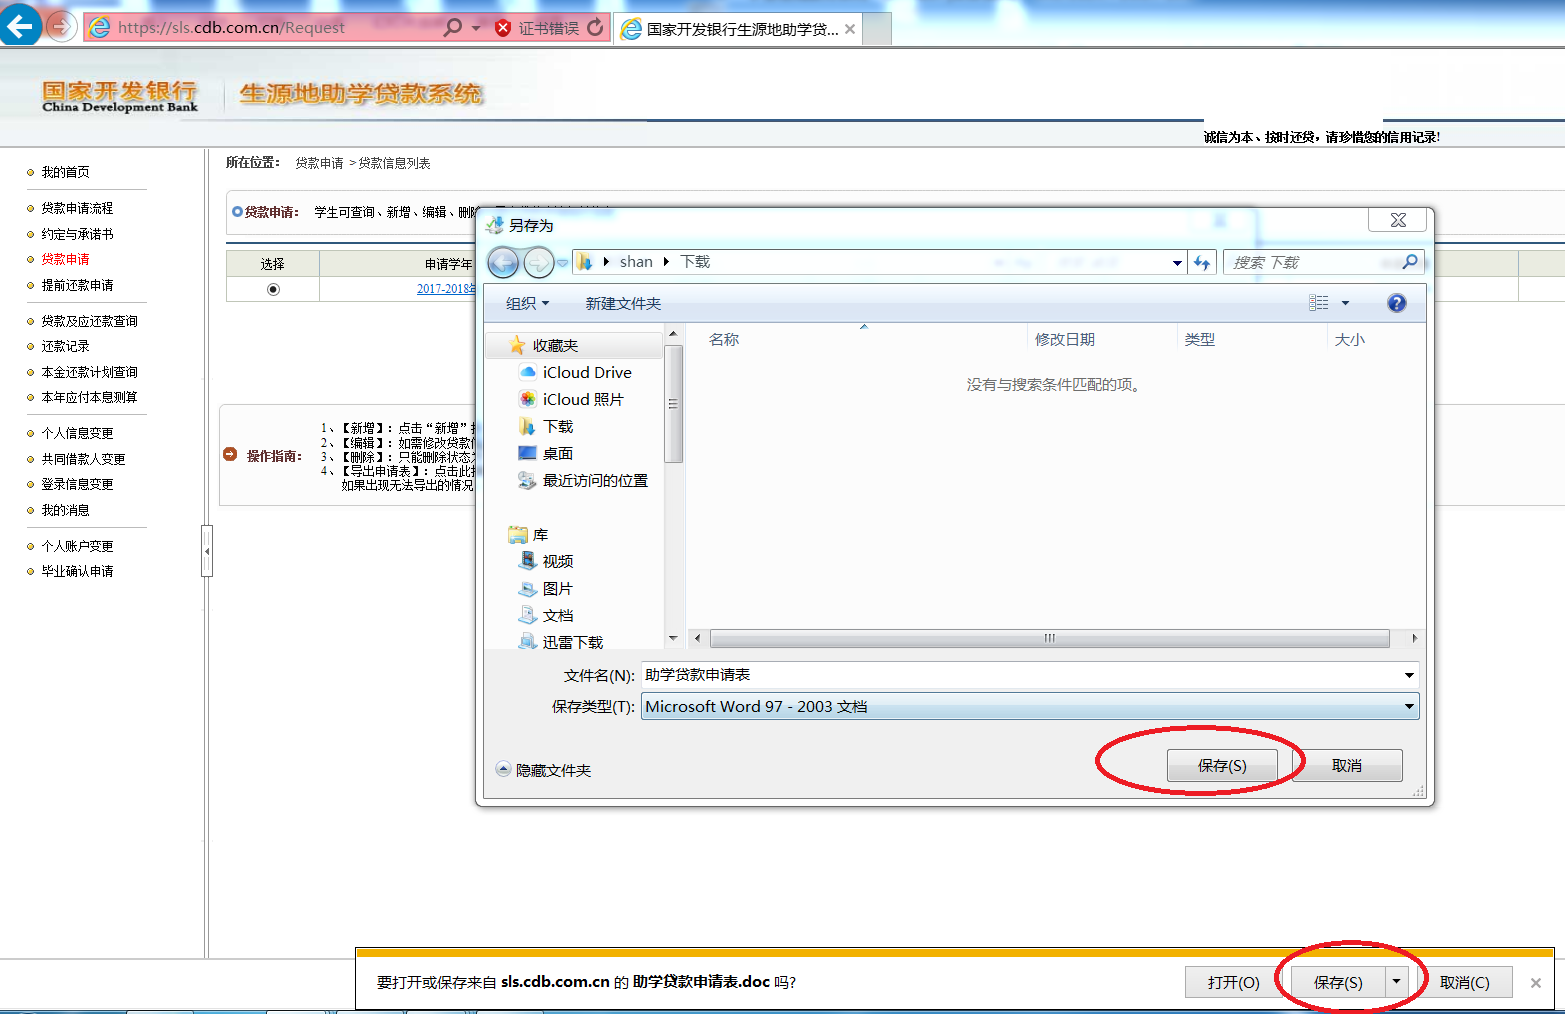 https://sls.cdb.com.cn/Request
证书错误
国家开发银行生源地助学贷...
国家开发银行
China Development Bank
生源地助学贷款系统
诚信为本、按时还贷，请珍惜您的信用记录!
我的首页
贷款申请流程
约定与承诺书
贷款申请
提前还款申请
贷款及应还款查询
还款记录
本金还款计划查询
本年应付本息测算
个人信息变更
共同借款人变更
登录信息变更
我的消息
个人账户变更
毕业确认申请
所在位置： 贷款申请 >贷款信息列表
贷款申请： 学生可查询、新增、编辑、删除
选择
申请学年
2017-2018年
操作指南：
1、【新增】：点击“新增”
2、【编辑】：如需修改贷款
3、【删除】：只能删除状态
4、【导出申请表】：点击此
如果出现无法导出的情况
另存为
shan
下载
搜索 下载
组织
新建文件夹
收藏夹
iCloud Drive
iCloud 照片
下载
桌面
最近访问的位置
库
视频
图片
文档
迅雷下载
名称
修改日期
类型
大小
没有与搜索条件匹配的项。
文件名(N): 助学贷款申请表
保存类型(T): Microsoft Word 97 - 2003 文档
隐藏文件夹
保存(S)
取消
要打开或保存来自 sls.cdb.com.cn 的 助学贷款申请表.doc 吗?
打开(O)
保存(S)
取消(C)